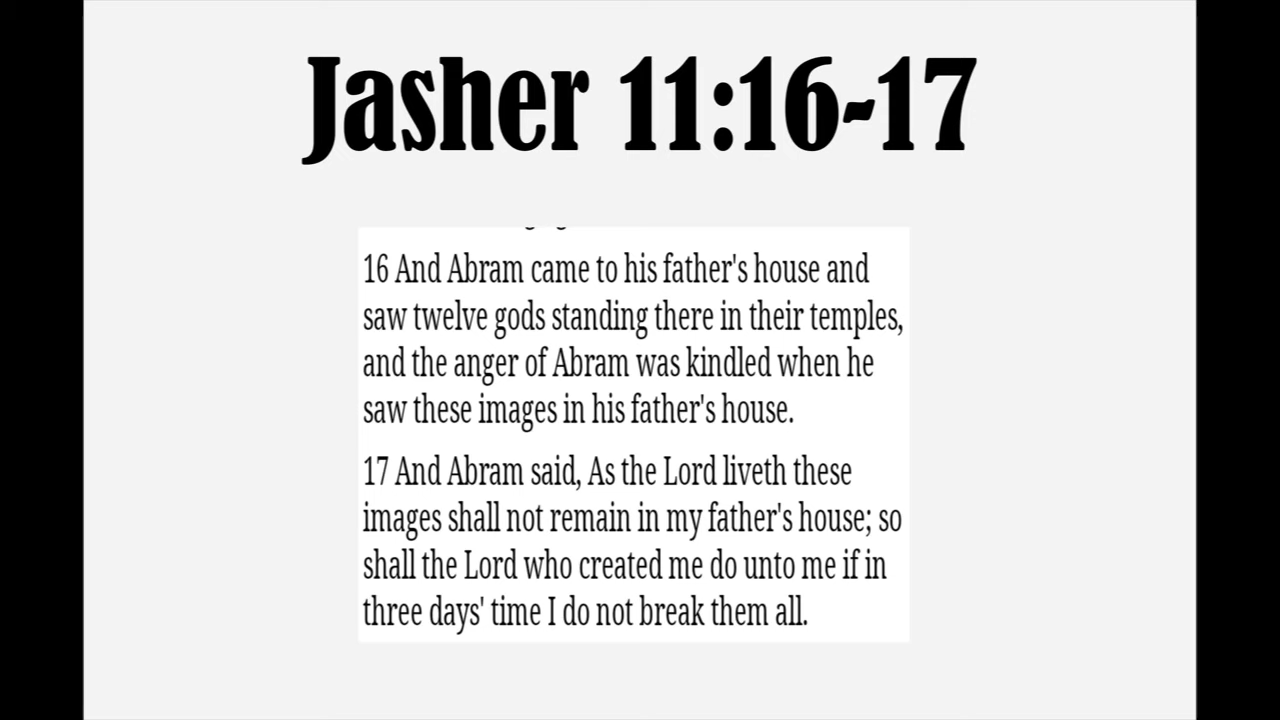 Jasher 11:16-17
16 And Abram came to his father's house and
saw twelve gods standing there in their temples,
and the anger of Abram was kindled when he
saw these images in his father's house.
17 And Abram said, As the Lord liveth these
images shall not remain in my father's house; so
shall the Lord who created me do unto me if in
three days' time I do not break them all.